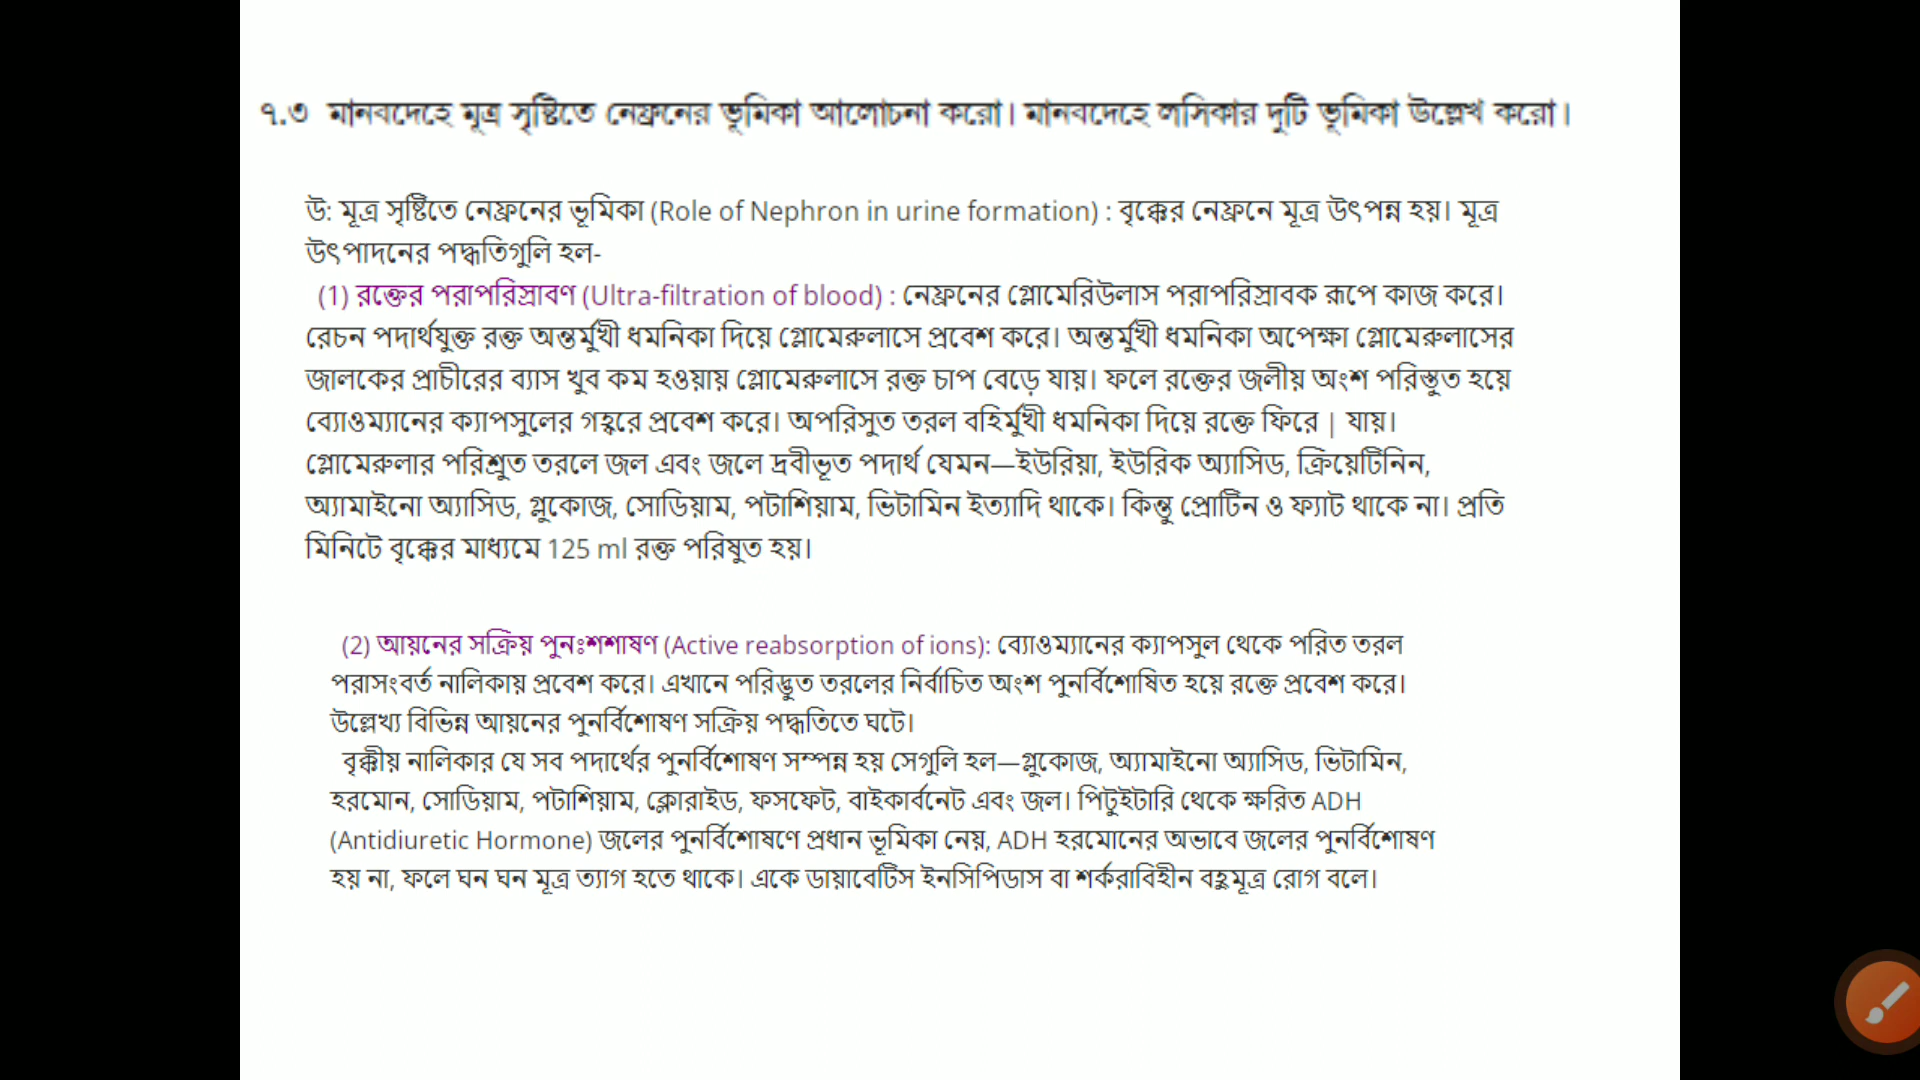 ৭.৩ মানবদেহে মূত্র সৃষ্টিতে নেফ্রনের ভূমিকা আলোচনা করো। মানবদেহে লসিকার দুটি ভূমিকা উল্লেখ করো।
উ: মূত্র সৃষ্টিতে নেফ্রনের ভূমিকা (Role of Nephron in urine formation) : বৃক্কের নেফ্রনে মূত্র উৎপন্ন হয়। মূত্র
উৎপাদনের পদ্ধতিগুলি হল-
(1) রক্তের পরাপরিস্রাবণ (Ultra-filtration of blood) : নেফ্রনের গ্লোমেরিউলাস পরাপরিস্রাবক রূপে কাজ করে।
রেচন পদার্থযুক্ত রক্ত অন্তর্মুখী ধমনিকা দিয়ে গ্লোমেরুলাসে প্রবেশ করে। অন্তর্মুখী ধমনিকা অপেক্ষা গ্লোমেরুলাসের
জালকের প্রাচীরের ব্যাস খুব কম হওয়ায় গ্লোমেরুলাসে রক্ত চাপ বেড়ে যায়। ফলে রক্তের জলীয় অংশ পরিস্তুত হয়ে
ব্যোওম্যানের ক্যাপসুলের গহ্বরে প্রবেশ করে। অপরিসুত তরল বহির্মুখী ধমনিকা দিয়ে রক্তে ফিরে | যায়।
গ্লোমেরুলার পরিশ্রুত তরলে জল এবং জলে দ্রবীভূত পদার্থ যেমন—ইউরিয়া, ইউরিক অ্যাসিড, ক্রিয়েটিনিন,
অ্যামাইনো অ্যাসিড, গ্লুকোজ, সোডিয়াম, পটাশিয়াম, ভিটামিন ইত্যাদি থাকে। কিন্তু প্রোটিন ও ফ্যাট থাকে না। প্রতি
মিনিটে বৃক্কের মাধ্যমে 125 ml রক্ত পরিষুত হয়।
(2) আয়নের সক্রিয় পুনঃশশাষণ (Active reabsorption of ions): ব্যোওম্যানের ক্যাপসুল থেকে পরিত তরল
পরাসংবর্ত নালিকায় প্রবেশ করে। এখানে পরিদ্ভুত তরলের নির্বাচিত অংশ পুনর্বিশোষিত হয়ে রক্তে প্রবেশ করে।
উল্লেখ্য বিভিন্ন আয়নের পুনর্বিশোষণ সক্রিয় পদ্ধতিতে ঘটে।
বৃক্কীয় নালিকার যে সব পদার্থের পুনর্বিশোষণ সম্পন্ন হয় সেগুলি হল—গ্লুকোজ, অ্যামাইনো অ্যাসিড, ভিটামিন,
হরমোন, সোডিয়াম, পটাশিয়াম, ক্লোরাইড, ফসফেট, বাইকার্বনেট এবং জল। পিটুইটারি থেকে ক্ষরিত ADH
(Antidiuretic Hormone) জলের পুনর্বিশোষণে প্রধান ভূমিকা নেয়, ADH হরমোনের অভাবে জলের পুনর্বিশোষণ
হয় না, ফলে ঘন ঘন মূত্র ত্যাগ হতে থাকে। একে ডায়াবেটিস ইনসিপিডাস বা শর্করাবিহীন বহুমূত্র রোগ বলে।